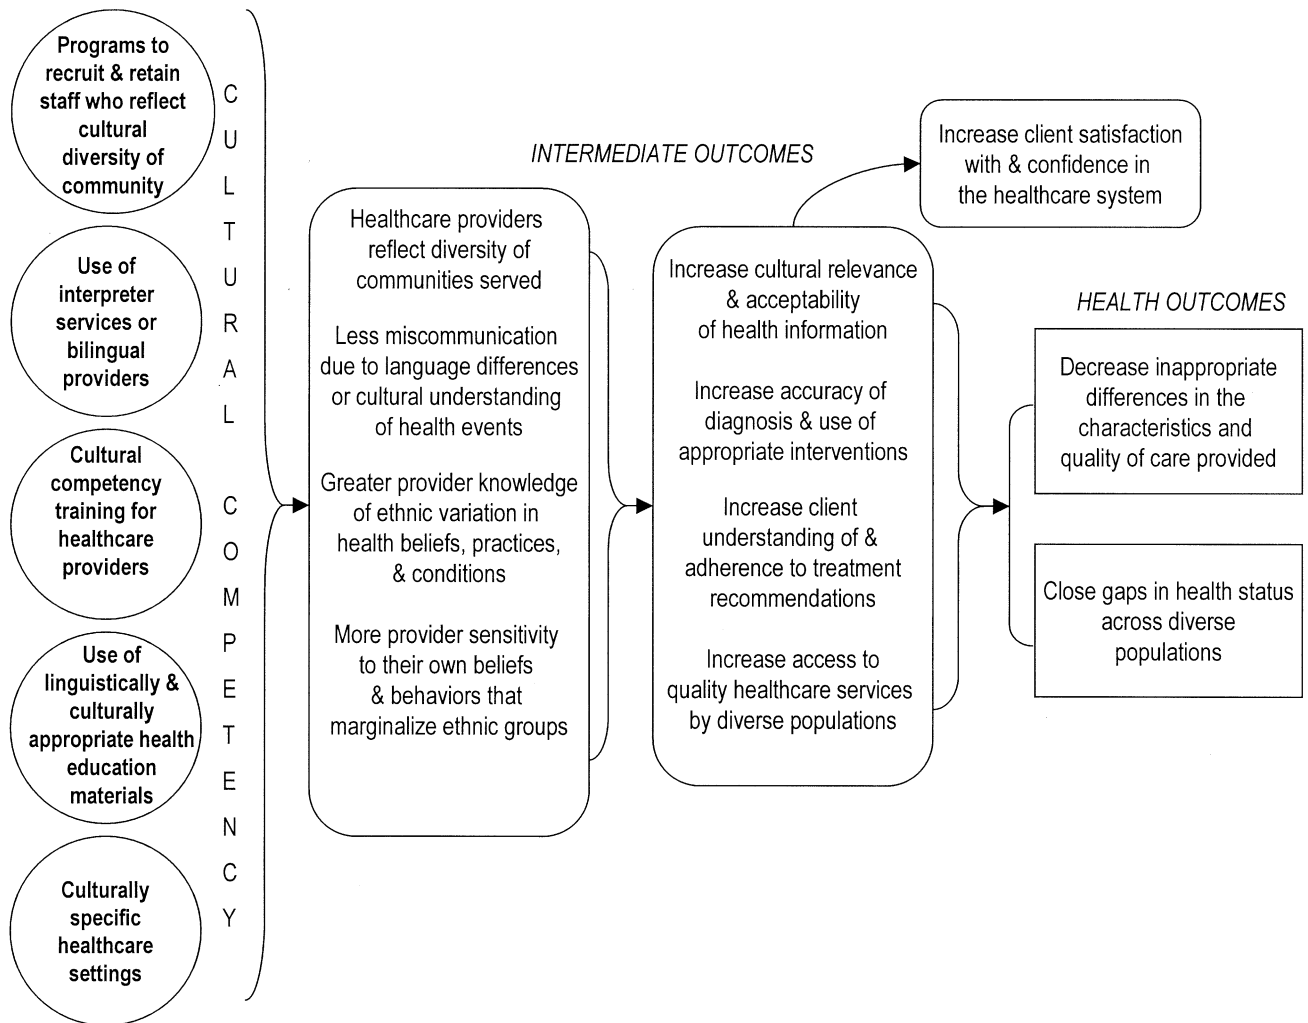 Programs to
recruit & retain
staff who reflect
cultural
diversity of
community
Use of
interpreter
services or
bilingual
providers
Cultural
competency
training for
healthcare
providers
Use of
linguistically &
culturally
appropriate health
education
materials
Culturally
specific
healthcare
settings
CULTURAL COMPETENCY
INTERMEDIATE OUTCOMES
Healthcare providers
reflect diversity of
communities served
Less miscommunication
due to language differences
or cultural understanding
of health events
Greater provider knowledge
of ethnic variation in
health beliefs, practices,
& conditions
More provider sensitivity
to their own beliefs
& behaviors that
marginalize ethnic groups
Increase cultural relevance
& acceptability
of health information
Increase accuracy of
diagnosis & use of
appropriate interventions
Increase client
understanding of &
adherence to treatment
recommendations
Increase access to
quality healthcare services
by diverse populations
Increase client satisfaction
with & confidence in
the healthcare system
HEALTH OUTCOMES
Decrease inappropriate
differences in the
characteristics and
quality of care provided
Close gaps in health status
across diverse
populations